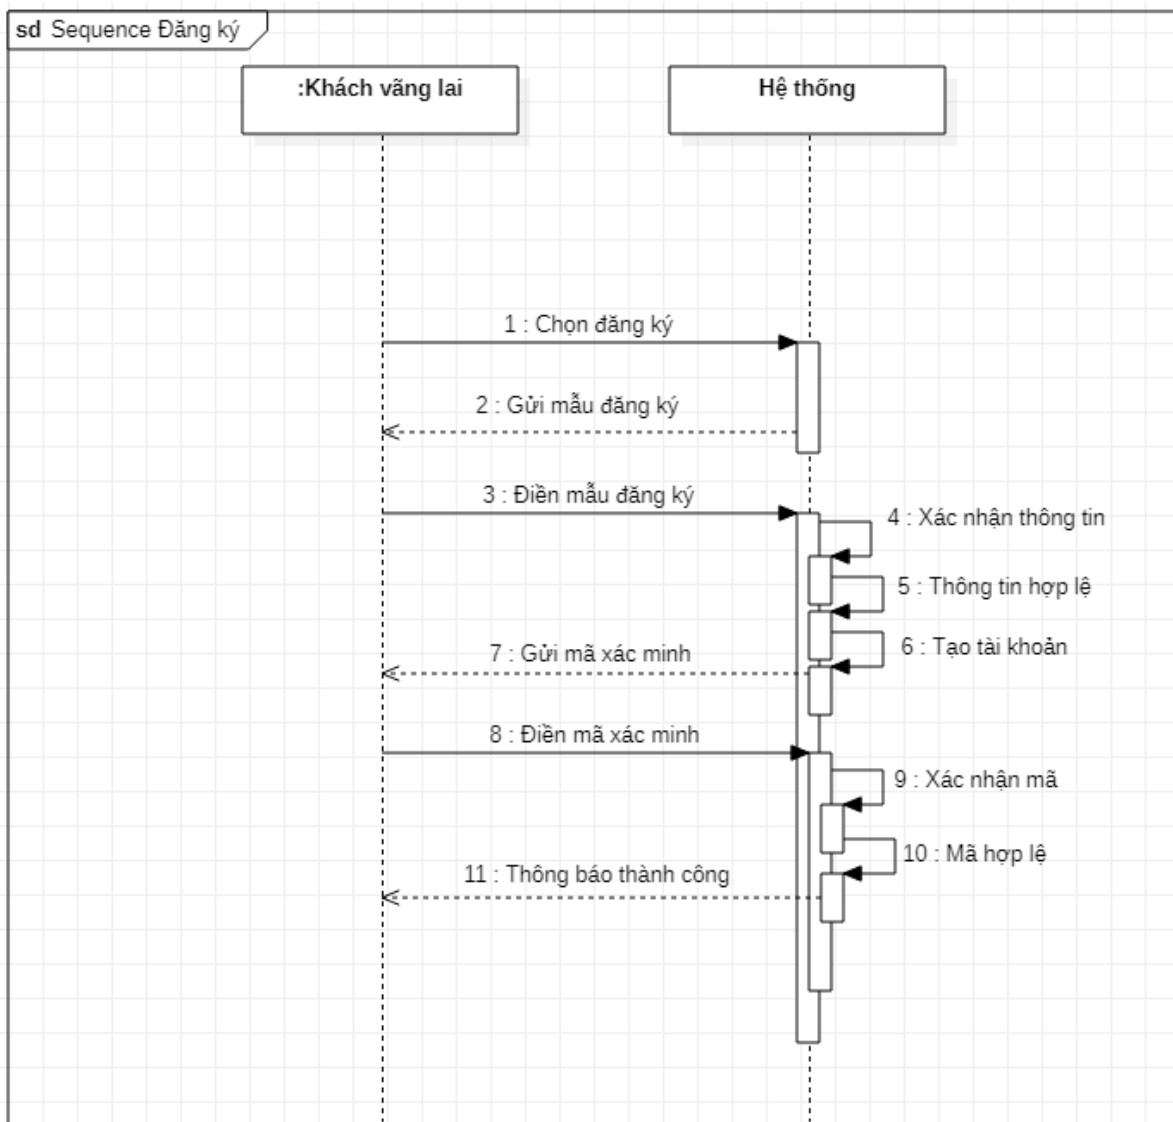 sd Sequence Đăng ký
:Khách vãng lai
Hệ thống
1 : Chọn đăng ký
2 : Gửi mẫu đăng ký
3 : Điền mẫu đăng ký
4 : Xác nhận thông tin
5 : Thông tin hợp lệ
6 : Tạo tài khoản
7 : Gửi mã xác minh
8 : Điền mã xác minh
9 : Xác nhận mã
10 : Mã hợp lệ
11 : Thông báo thành công